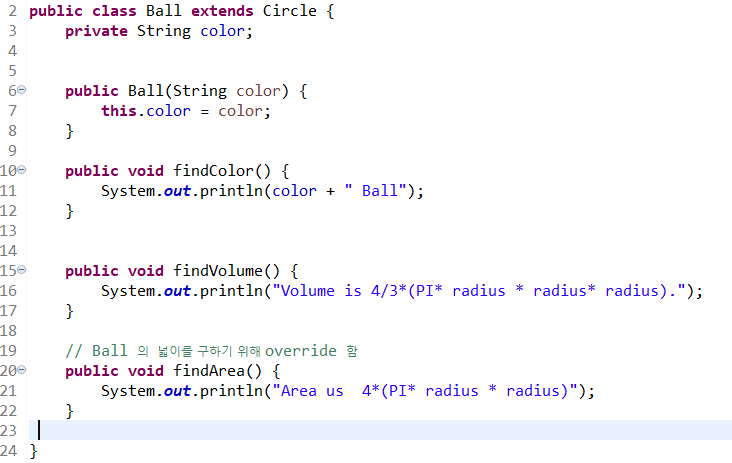 2 public class Ball extends Circle {
3     private String color;
4
5
6     public Ball(String color) {
7         this.color = color;
8     }
9
10     public void findColor() {
11         System.out.println(color + " Ball");
12     }
13
14
15     public void findVolume() {
16         System.out.println("Volume is 4/3*(PI* radius * radius* radius).");
17     }
18
19     // Ball 의 넓이를 구하기 위해 override 함
20     public void findArea() {
21         System.out.println("Area us  4*(PI* radius * radius)");
22     }
23
24 }